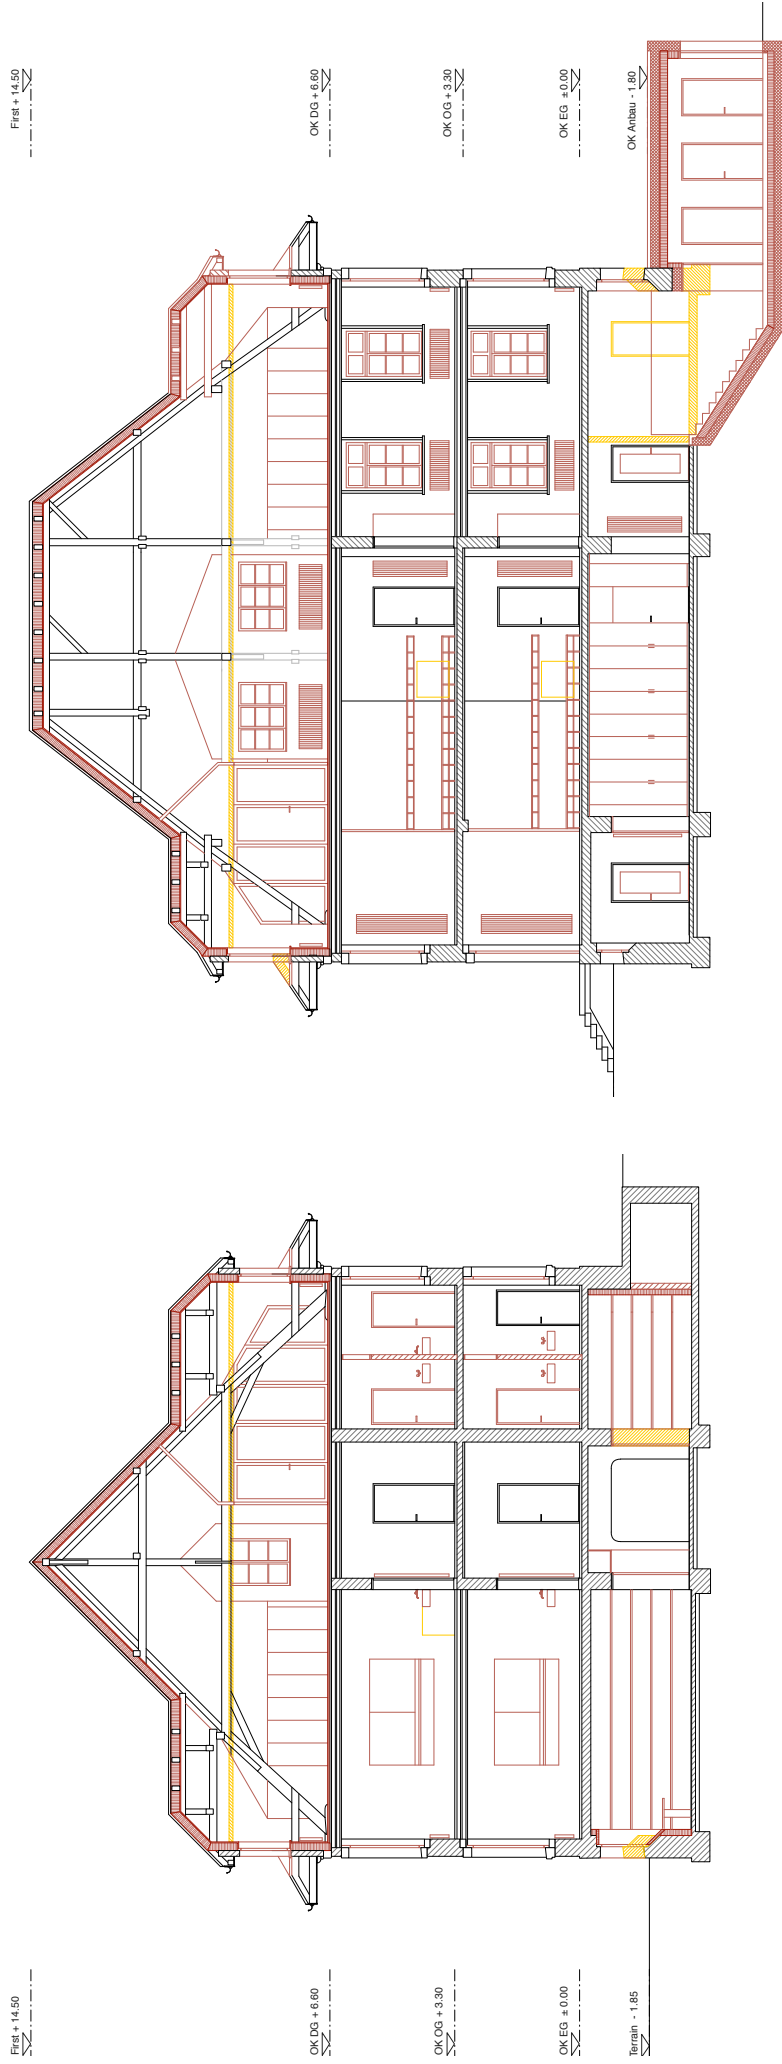 First + 14.50
OK DG + 6.60
OK OG + 3.30
OK EG ±0.00
OK Anbau - 1.80
First + 14.50
OK DG + 6.60
OK OG + 3.30
OK EG ± 0.00
Terrain - 1.85